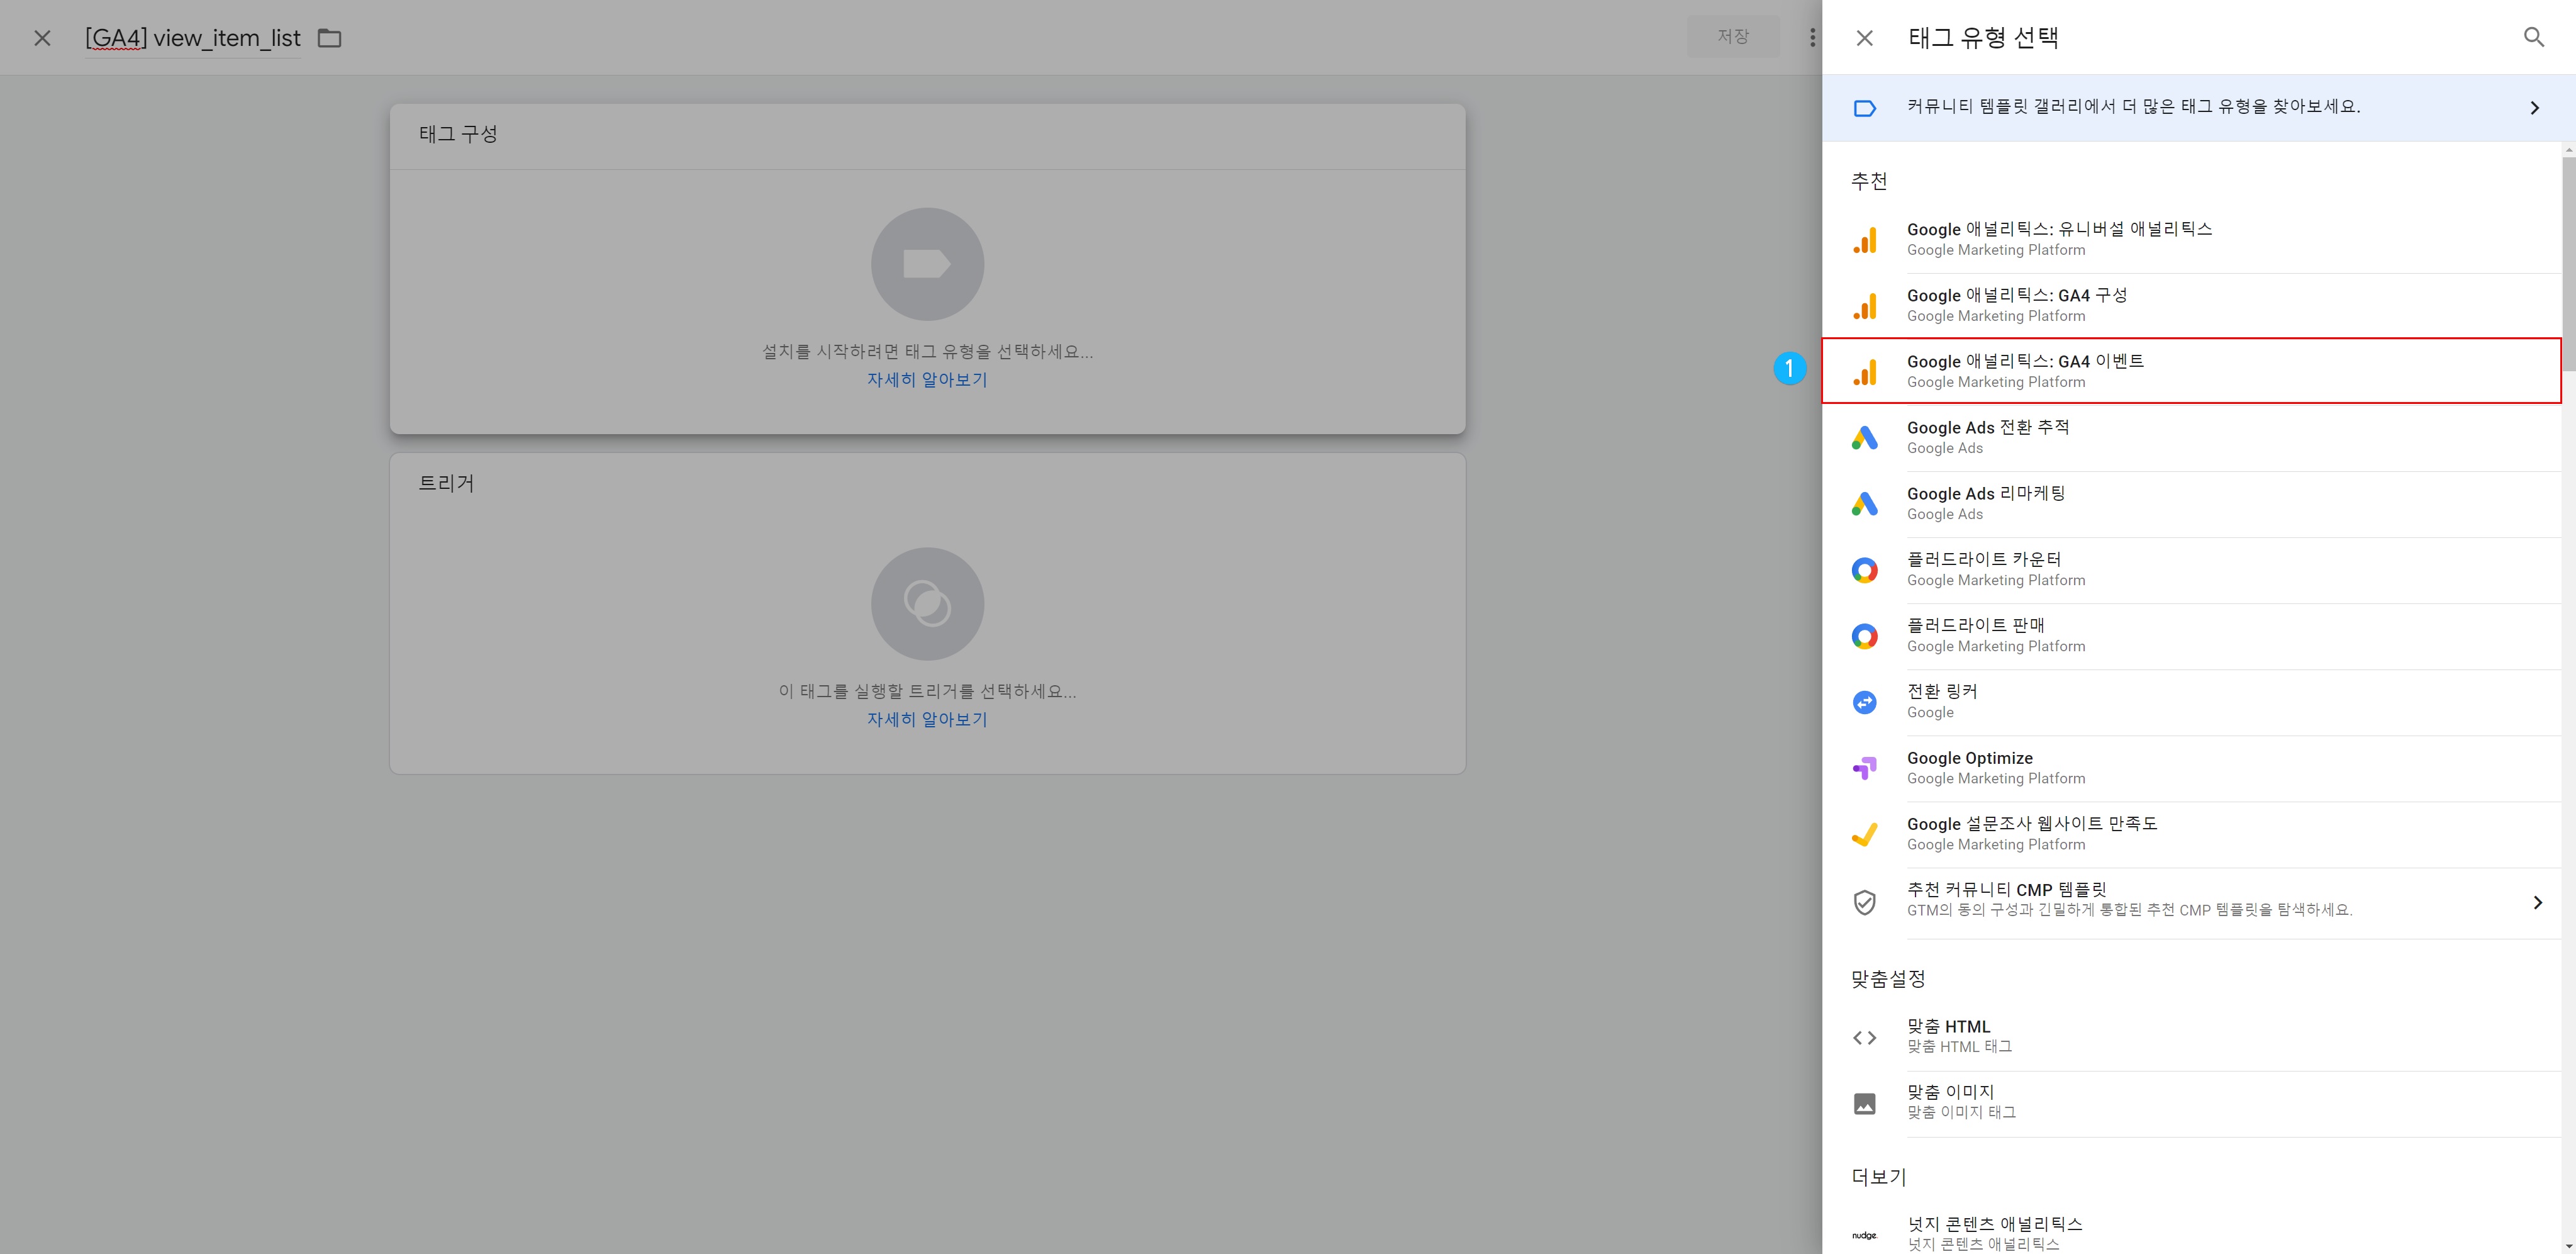 [GA4] view_item_list
저장
태그 구성
설치를 시작하려면 태그 유형을 선택하세요...
자세히 알아보기
트리거
이 태그를 실행할 트리거를 선택하세요...
자세히 알아보기
태그 유형 선택
커뮤니티 템플릿 갤러리에서 더 많은 태그 유형을 찾아보세요.
추천
Google 애널리틱스: 유니버설 애널리틱스
Google Marketing Platform
Google 애널리틱스: GA4 구성
Google Marketing Platform
1
Google 애널리틱스: GA4 이벤트
Google Marketing Platform
Google Ads 전환 추적
Google Ads
Google Ads 리마케팅
Google Ads
플러드라이트 카운터
Google Marketing Platform
플러드라이트 판매
Google Marketing Platform
전환 링커
Google
Google Optimize
Google Marketing Platform
Google 설문조사 웹사이트 만족도
Google Marketing Platform
추천 커뮤니티 CMP 템플릿
GTM의 동의 구성과 긴밀하게 통합된 추천 CMP 템플릿을 탐색하세요.
맞춤설정
맞춤 HTML
맞춤 HTML 태그
맞춤 이미지
맞춤 이미지 태그
더보기
nudge.
넛지 콘텐츠 애널리틱스
넛지 콘텐츠 애널리틱스